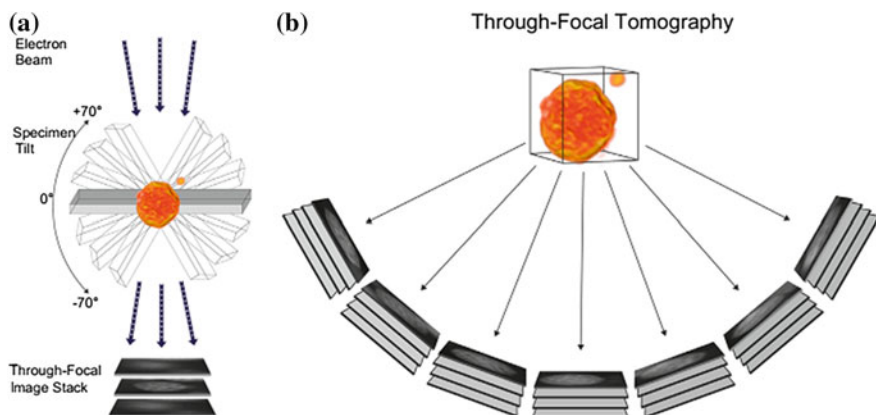 (a)
Electron
Beam
+70°
Specimen
Tilt
0°
-70°
Through-Focal
Image Stack
(b)
Through-Focal Tomography